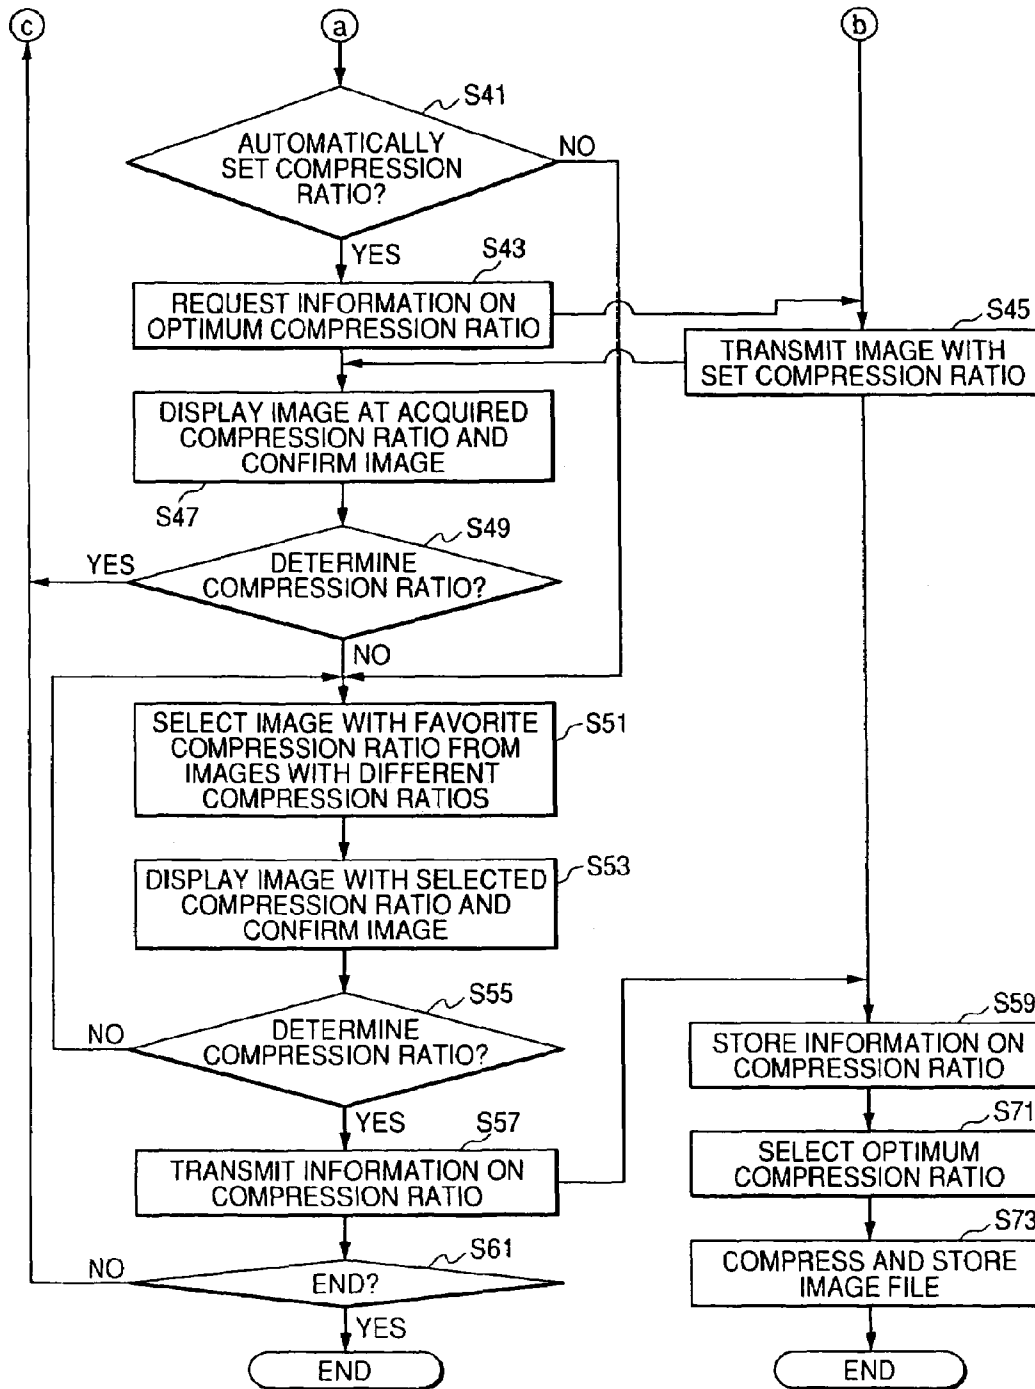 c
a
b
S41
AUTOMATICALLY
SET COMPRESSION
RATIO?
NO
YES
S43
REQUEST INFORMATION ON
OPTIMUM COMPRESSION RATIO
S45
TRANSMIT IMAGE WITH
SET COMPRESSION RATIO
DISPLAY IMAGE AT ACQUIRED
COMPRESSION RATIO AND
CONFIRM IMAGE
S47
S49
YES
DETERMINE
COMPRESSION RATIO?
NO
SELECT IMAGE WITH FAVORITE
COMPRESSION RATIO FROM
IMAGES WITH DIFFERENT
COMPRESSION RATIOS
S51
DISPLAY IMAGE WITH SELECTED
COMPRESSION RATIO AND
CONFIRM IMAGE
S53
S55
NO
DETERMINE
COMPRESSION RATIO?
YES
S57
TRANSMIT INFORMATION ON
COMPRESSION RATIO
S59
STORE INFORMATION ON
COMPRESSION RATIO
S71
SELECT OPTIMUM
COMPRESSION RATIO
S73
COMPRESS AND STORE
IMAGE FILE
S61
NO
END?
YES
END
END